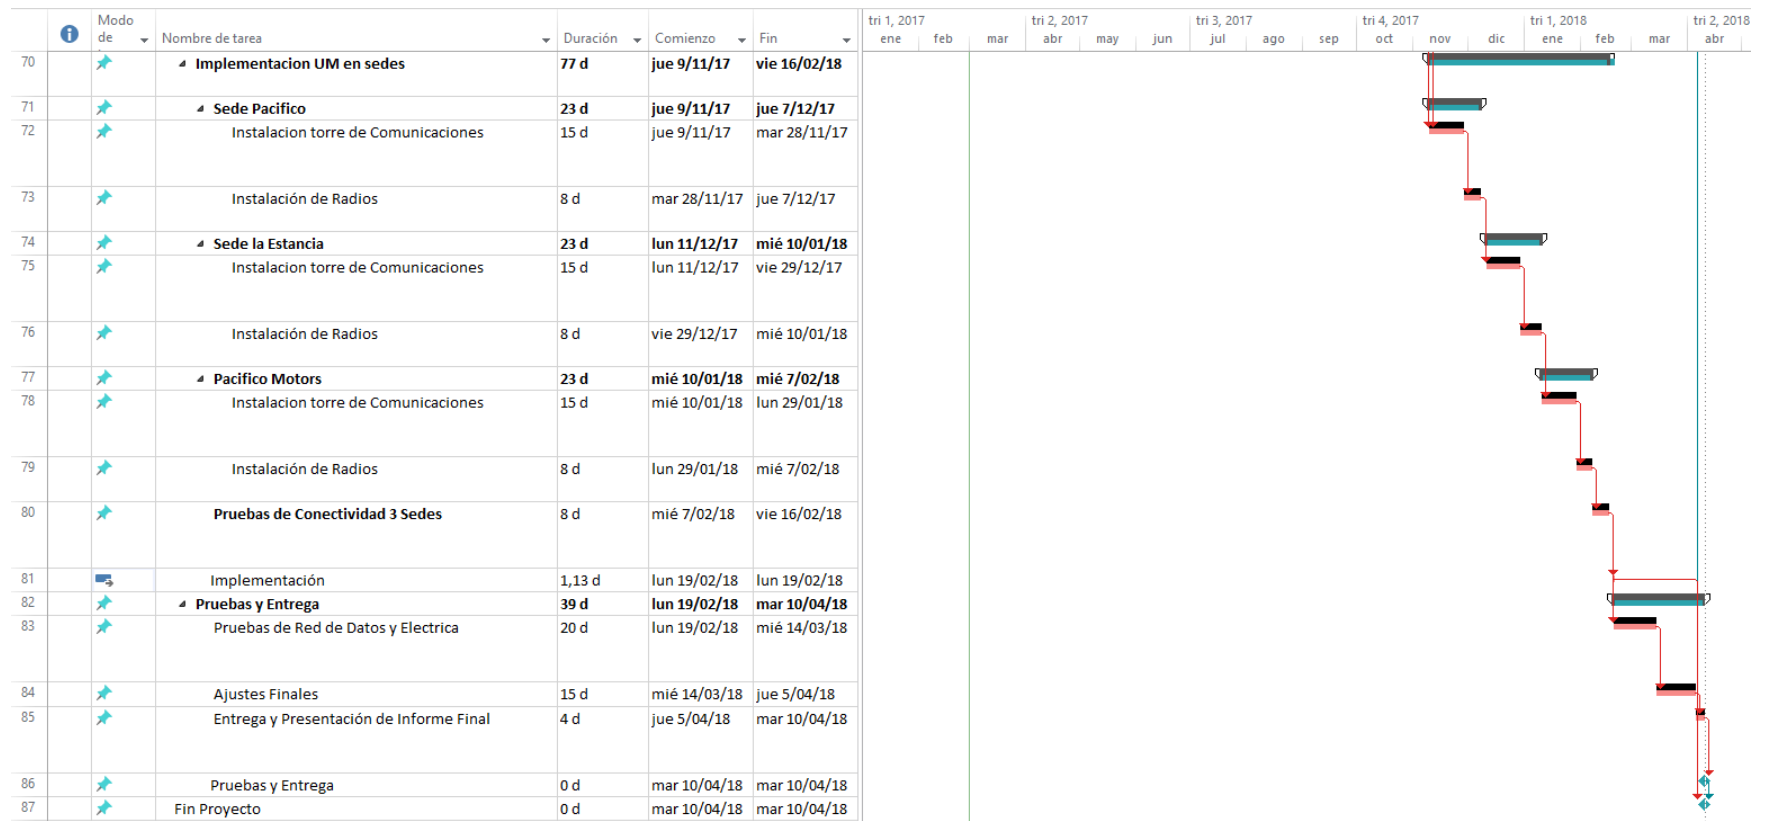 tri 1, 2017 tri 2, 2017 tri 3, 2017 tri 4, 2017 tri 1, 2018 tri 2, 2018
Modo
de Nombre de tarea Duración Comienzo Fin ene feb mar abr may jun jul ago sep oct nov dic ene feb mar abr
70 Implementacion UM en sedes 77 d jue 9/11/17 vie 16/02/18
71 Sede Pacifico 23 d jue 9/11/17 jue 7/12/17
72 Instalacion torre de Comunicaciones 15 d jue 9/11/17 mar 28/11/17
73 Instalación de Radios 8 d mar 28/11/17 jue 7/12/17
74 Sede la Estancia 23 d lun 11/12/17 mié 10/01/18
75 Instalacion torre de Comunicaciones 15 d lun 11/12/17 vie 29/12/17
76 Instalación de Radios 8 d vie 29/12/17 mié 10/01/18
77 Pacifico Motors 23 d mié 10/01/18 mié 7/02/18
78 Instalacion torre de Comunicaciones 15 d mié 10/01/18 lun 29/01/18
79 Instalación de Radios 8 d lun 29/01/18 mié 7/02/18
80 Pruebas de Conectividad 3 Sedes 8 d mié 7/02/18 vie 16/02/18
81 Implementación 1,13 d lun 19/02/18 lun 19/02/18
82 Pruebas y Entrega 39 d lun 19/02/18 mar 10/04/18
83 Pruebas de Red de Datos y Electrica 20 d lun 19/02/18 mié 14/03/18
84 Ajustes Finales 15 d mié 14/03/18 jue 5/04/18
85 Entrega y Presentación de Informe Final 4 d jue 5/04/18 mar 10/04/18
86 Pruebas y Entrega 0 d mar 10/04/18 mar 10/04/18
87 Fin Proyecto 0 d mar 10/04/18 mar 10/04/18